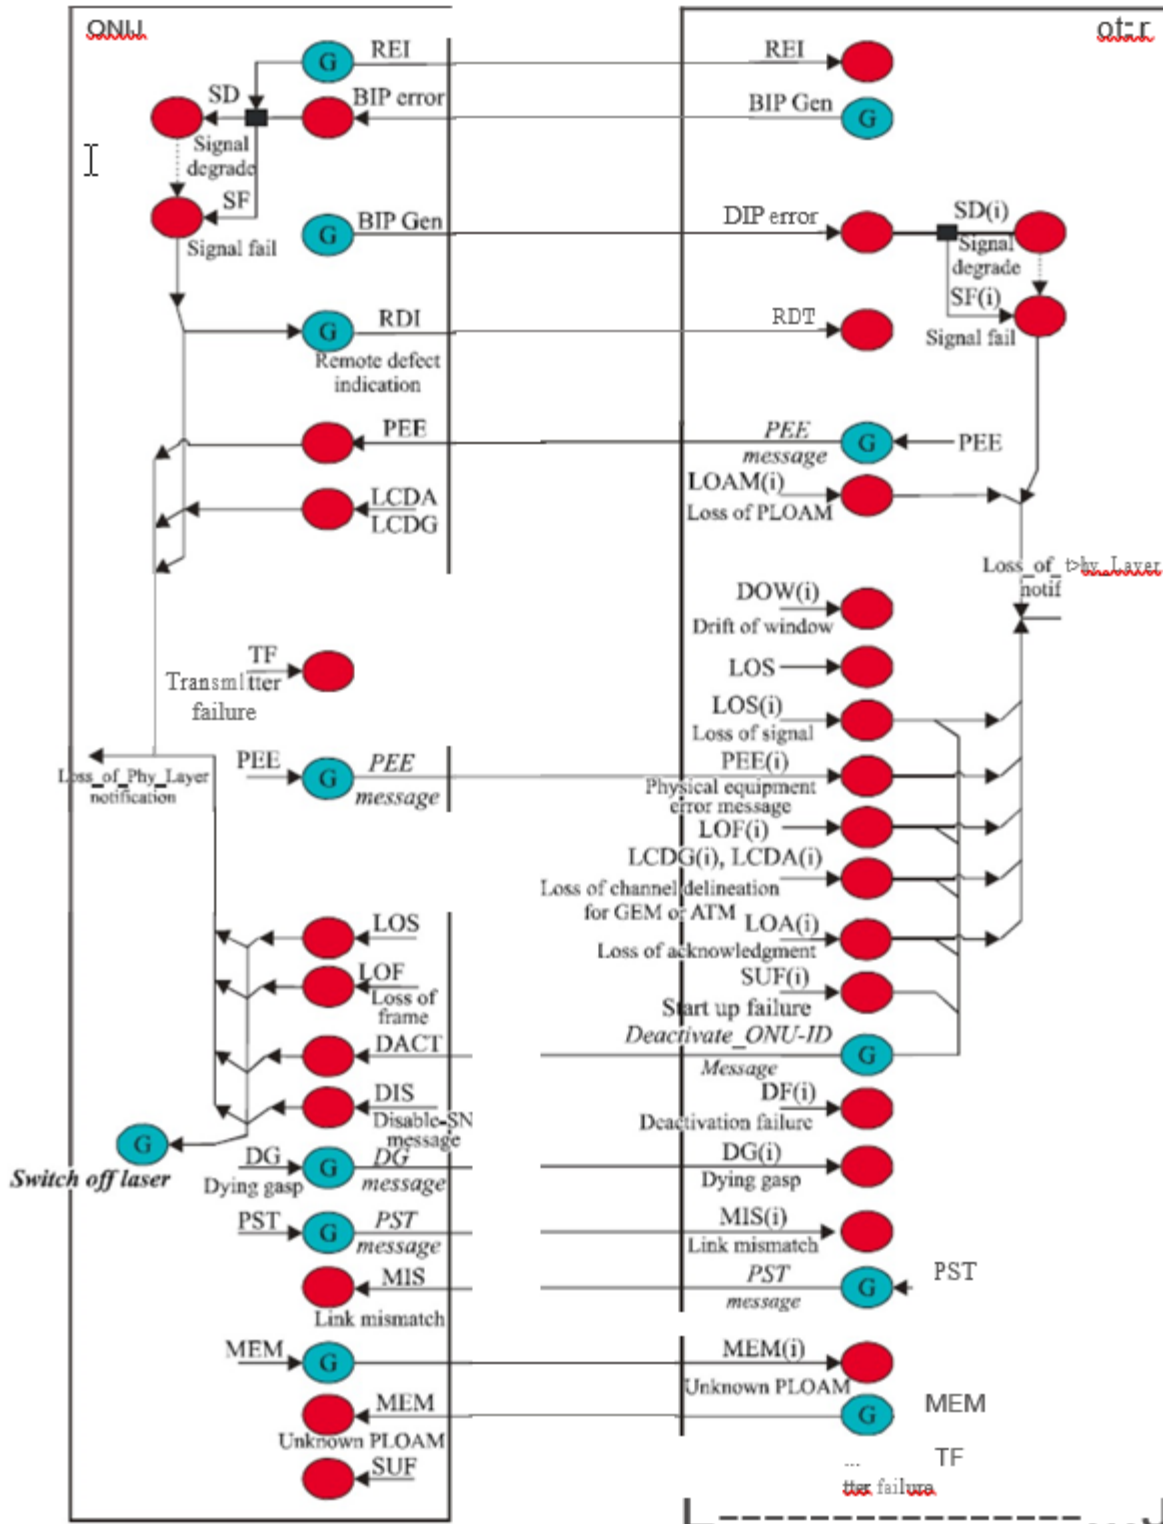 ONIJ
REI
G
SD
BIP error
Signal
degrade
SF
Signal fail
G
BIP Gen
G
RDI
Remote defect
indication
PEE
LCDA
LCDG
TF
Transmltter
failure
PEE
G
PEE
message
Loss_of_Phy_Layer
notification
LOS
LOF
Loss of
frame
DACT
DIS
Disable-SN
message
G
Switch off laser
DG
Dying gasp
G
DG
message
PST
G
PST
message
MIS
Link mismatch
MEM
G
MEM
Unknown PLOAM
SUF
REI
BIP Gen
G
DIP error
SD(i)
Signal
degrade
SF(i)
Signal fail
RDT
PEE
message
G
PEE
LOAM(i)
Loss of PLOAM
Loss_of_t>hv_Layer
notif
DOW(i)
Drift of window
LOS
LOS(i)
Loss of signal
PEE(i)
Physical equipment
error message
LOF(i)
LCDG(i), LCDA(i)
Loss of channel delineation
for GEM or ATM
LOA(i)
Loss of acknowledgment
SUF(i)
Start up failure
Deactivate_ONU-ID
Message
G
DF(i)
Deactivation failure
DG(i)
Dying gasp
MIS(i)
Link mismatch
PST
message
G
PST
MEM(i)
Unknown PLOAM
G
MEM
...
TF
failure